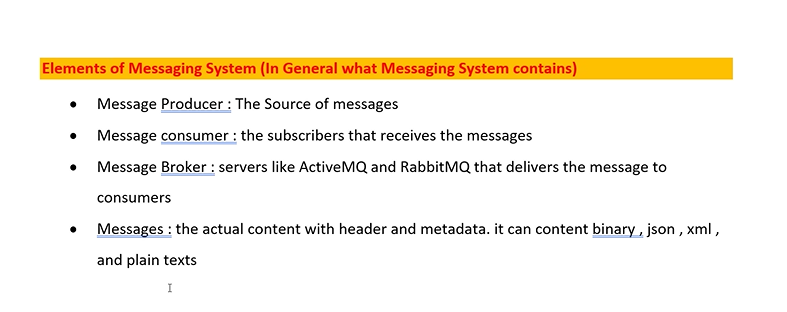 Elements of Messaging System (In General what Messaging System contains)
• Message Producer : The Source of messages
• Message consumer : the subscribers that receives the messages
• Message Broker : servers like ActiveMQ and RabbitMQ that delivers the message to
consumers
• Messages : the actual content with header and metadata. it can content binary , json , xml ,
and plain texts